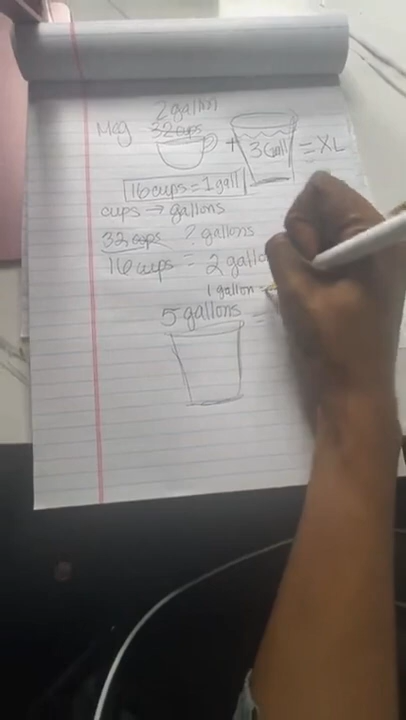 2 gallon
Meg 32 cups + 3 Gall = XL
16 cups = 1 gall
cups → gallons
32 cups ? gallons
16 cups = 2 gallo
1 gallon =
5 gallons =